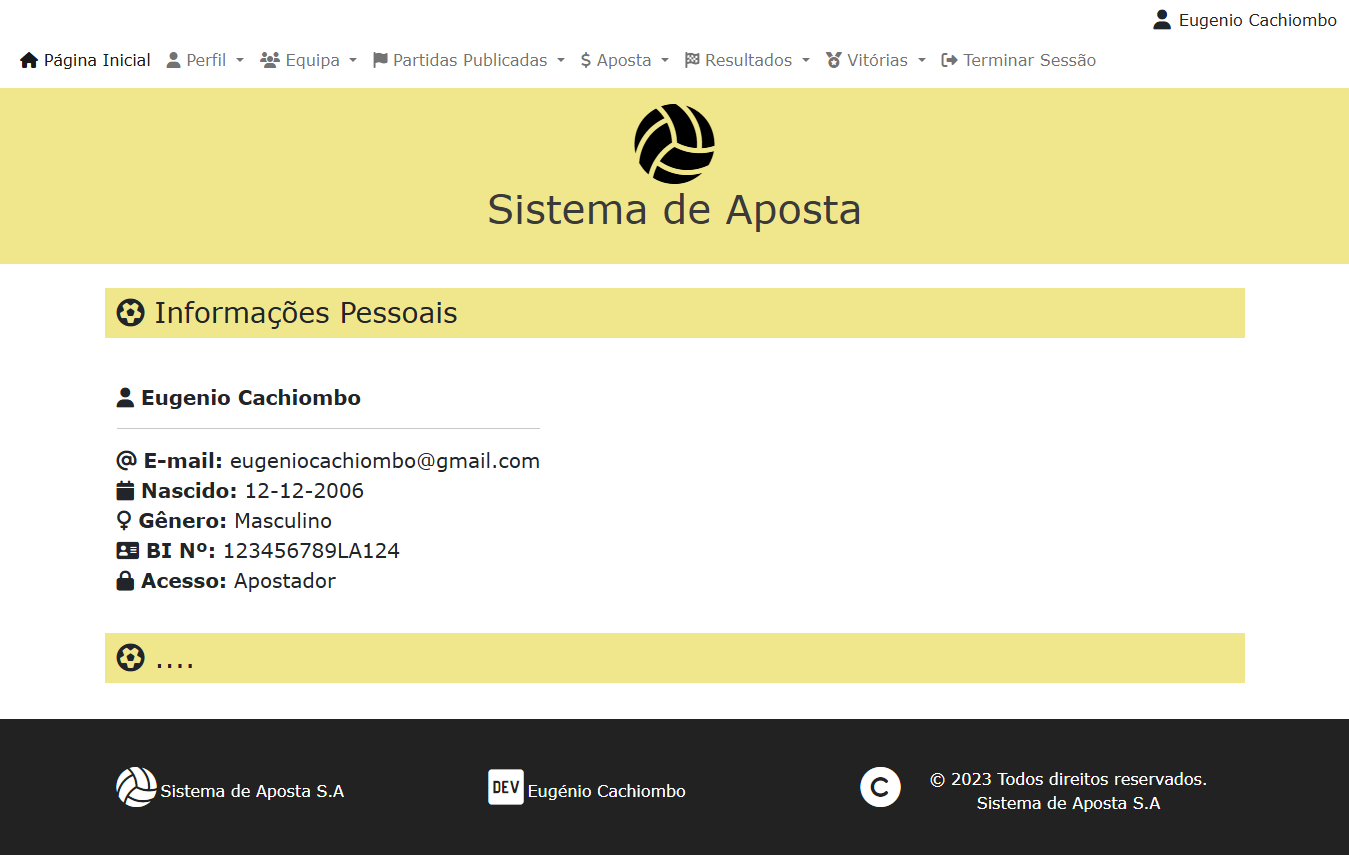 Eugenio Cachiombo
Página Inicial Perfil Equipa Partidas Publicadas $ Aposta Resultados Vitórias Terminar Sessão
Sistema de Aposta
Informações Pessoais
Eugenio Cachiombo
@ E-mail: eugeniocachiombo@gmail.com
Nascido: 12-12-2006
Gênero: Masculino
BI Nº: 123456789LA124
Acesso: Apostador
....
Sistema de Aposta S.A
DEV Eugénio Cachiombo
C
© 2023 Todos direitos reservados.
Sistema de Aposta S.A